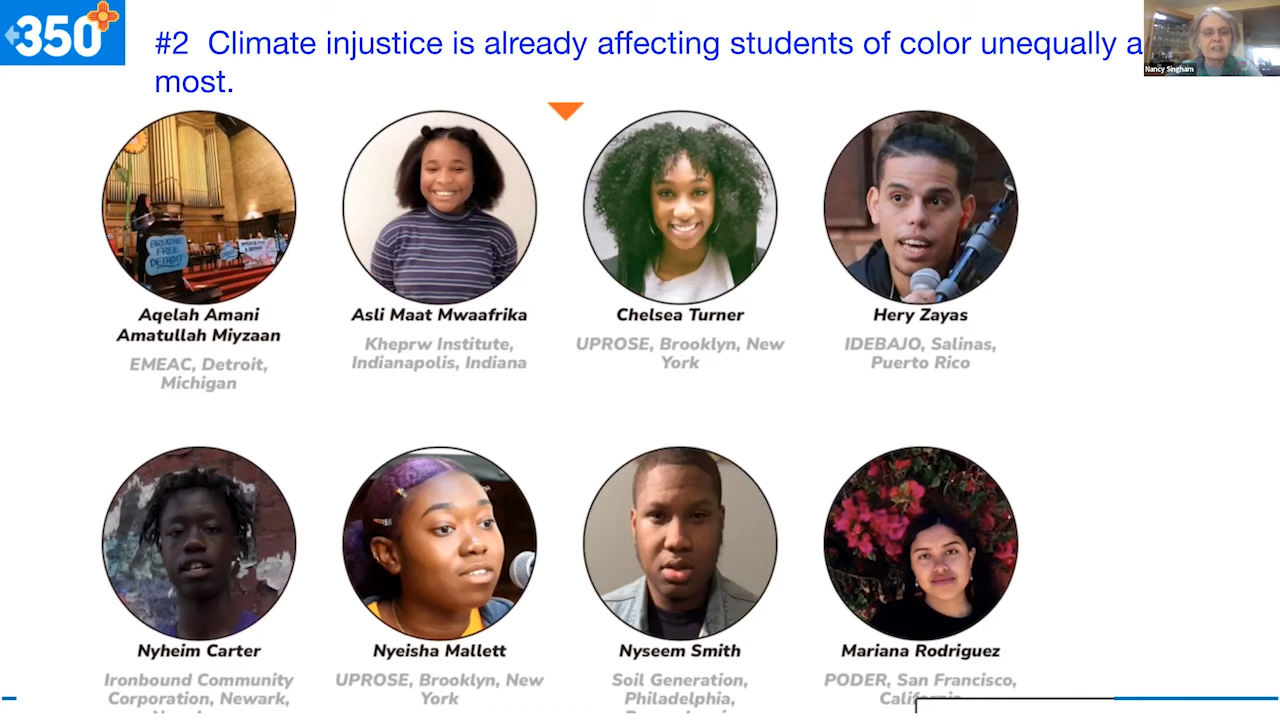 350
#2 Climate injustice is already affecting students of color unequally a
most.
Nancy Singham
BREATHE
FREE
DETROIT
Aqelah Amani
Amatullah Miyzaan
EMEAC, Detroit,
Michigan
Asli Maat Mwaafrika
Kheprw Institute,
Indianapolis, Indiana
Chelsea Turner
UPROSE, Brooklyn, New
York
Hery Zayas
IDEBAJO, Salinas,
Puerto Rico
Nyheim Carter
Ironbound Community
Corporation, Newark,
Nyeisha Mallett
UPROSE, Brooklyn, New
York
Nyseem Smith
Soil Generation,
Philadelphia,
Mariana Rodriguez
PODER, San Francisco,
California